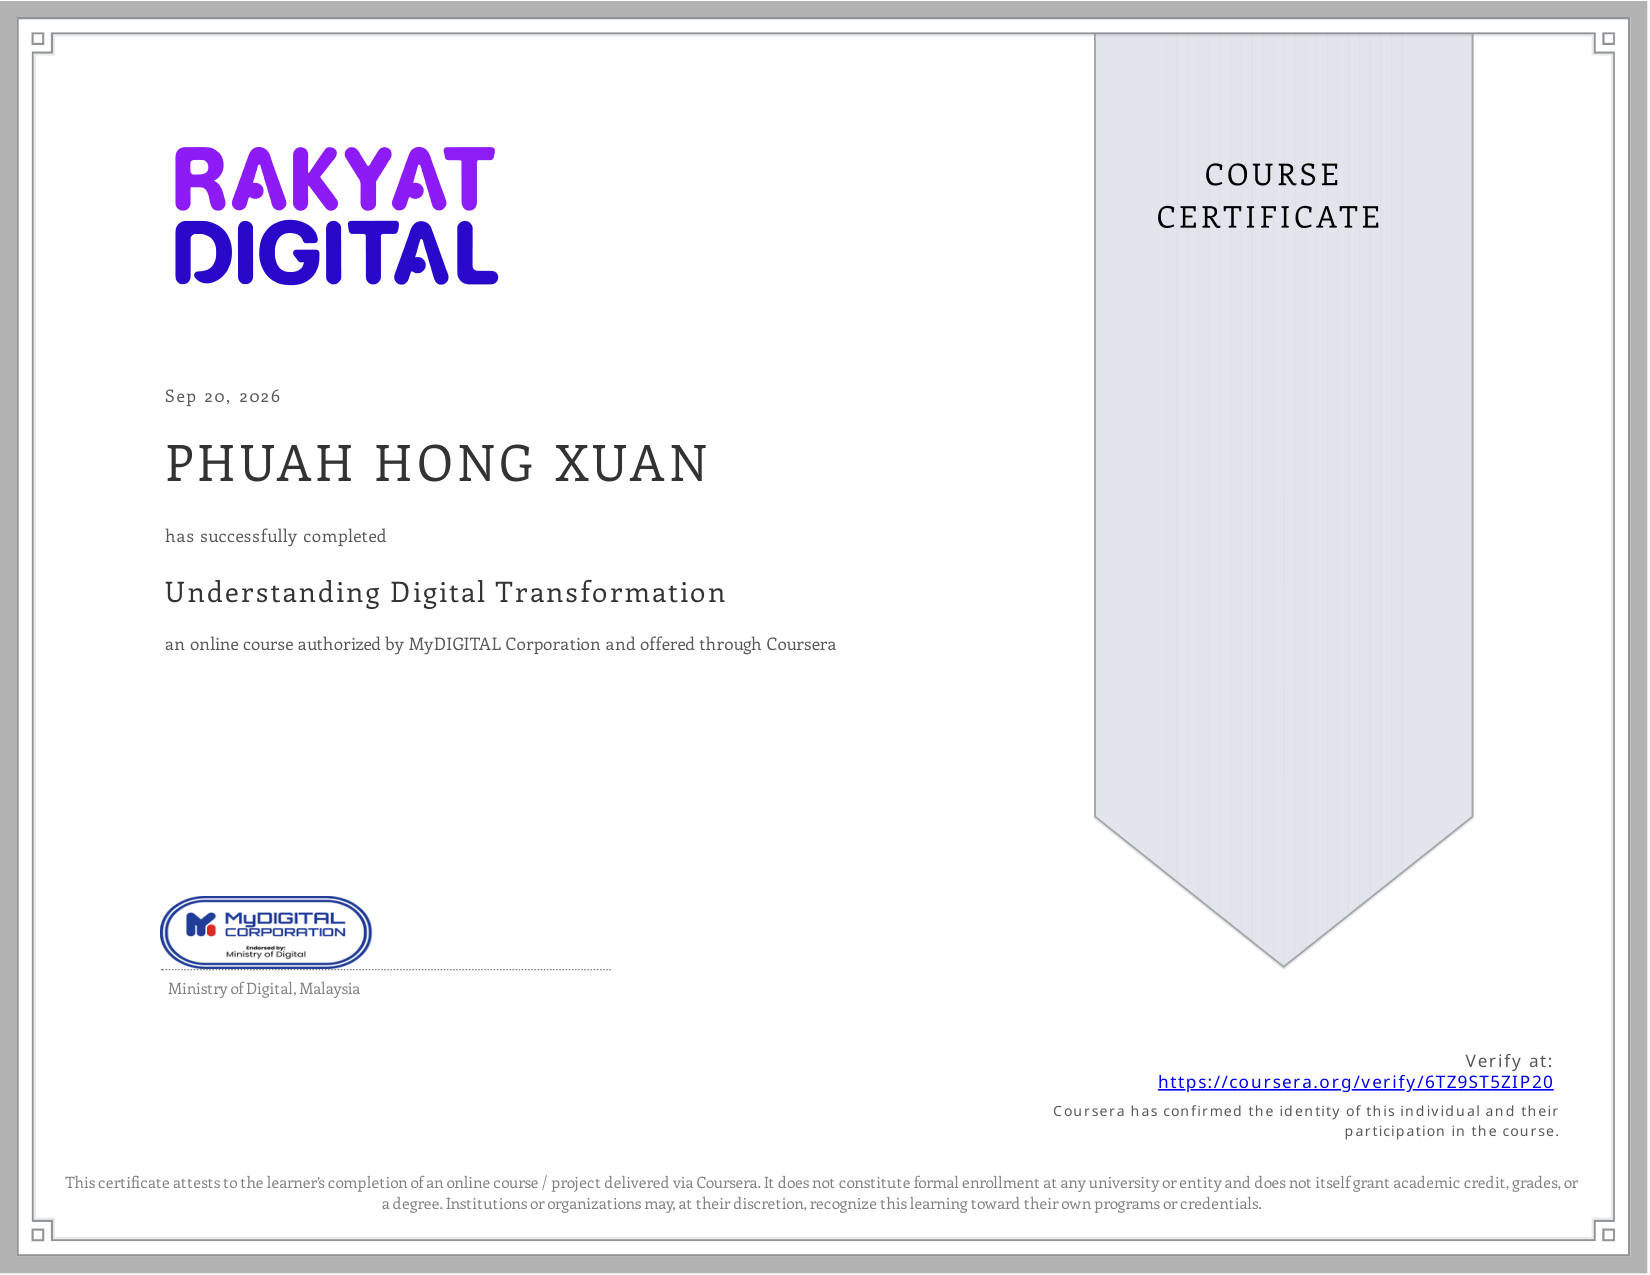 RAKYAT
DIGITAL
COURSE
CERTIFICATE
Sep 20, 2026
PHUAH HONG XUAN
has successfully completed
Understanding Digital Transformation
an online course authorized by MyDIGITAL Corporation and offered through Coursera
MyDIGITAL
CORPORATION
Endorsed by:
Ministry of Digital
Ministry of Digital, Malaysia
Verify at:
https://coursera.org/verify/6TZ9ST5ZIP20
Coursera has confirmed the identity of this individual and their
participation in the course.
This certificate attests to the learner's completion of an online course / project delivered via Coursera. It does not constitute formal enrollment at any university or entity and does not itself grant academic credit, grades, or
a degree. Institutions or organizations may, at their discretion, recognize this learning toward their own programs or credentials.